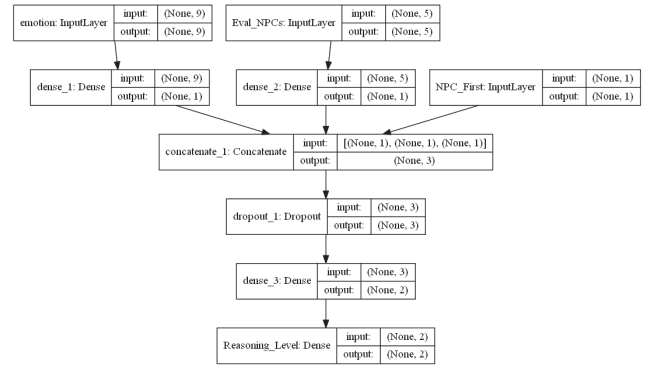 emotion: InputLayer input: (None, 9)
output: (None, 9)
Eval_NPCs: InputLayer input: (None, 5)
output: (None, 5)
dense_1: Dense input: (None, 9)
output: (None, 1)
dense_2: Dense input: (None, 5)
output: (None, 1)
NPC_First: InputLayer input: (None, 1)
output: (None, 1)
concatenate_1: Concatenate input: [(None, 1), (None, 1), (None, 1)]
output: (None, 3)
dropout_1: Dropout input: (None, 3)
output: (None, 3)
dense_3: Dense input: (None, 3)
output: (None, 2)
Reasoning_Level: Dense input: (None, 2)
output: (None, 2)